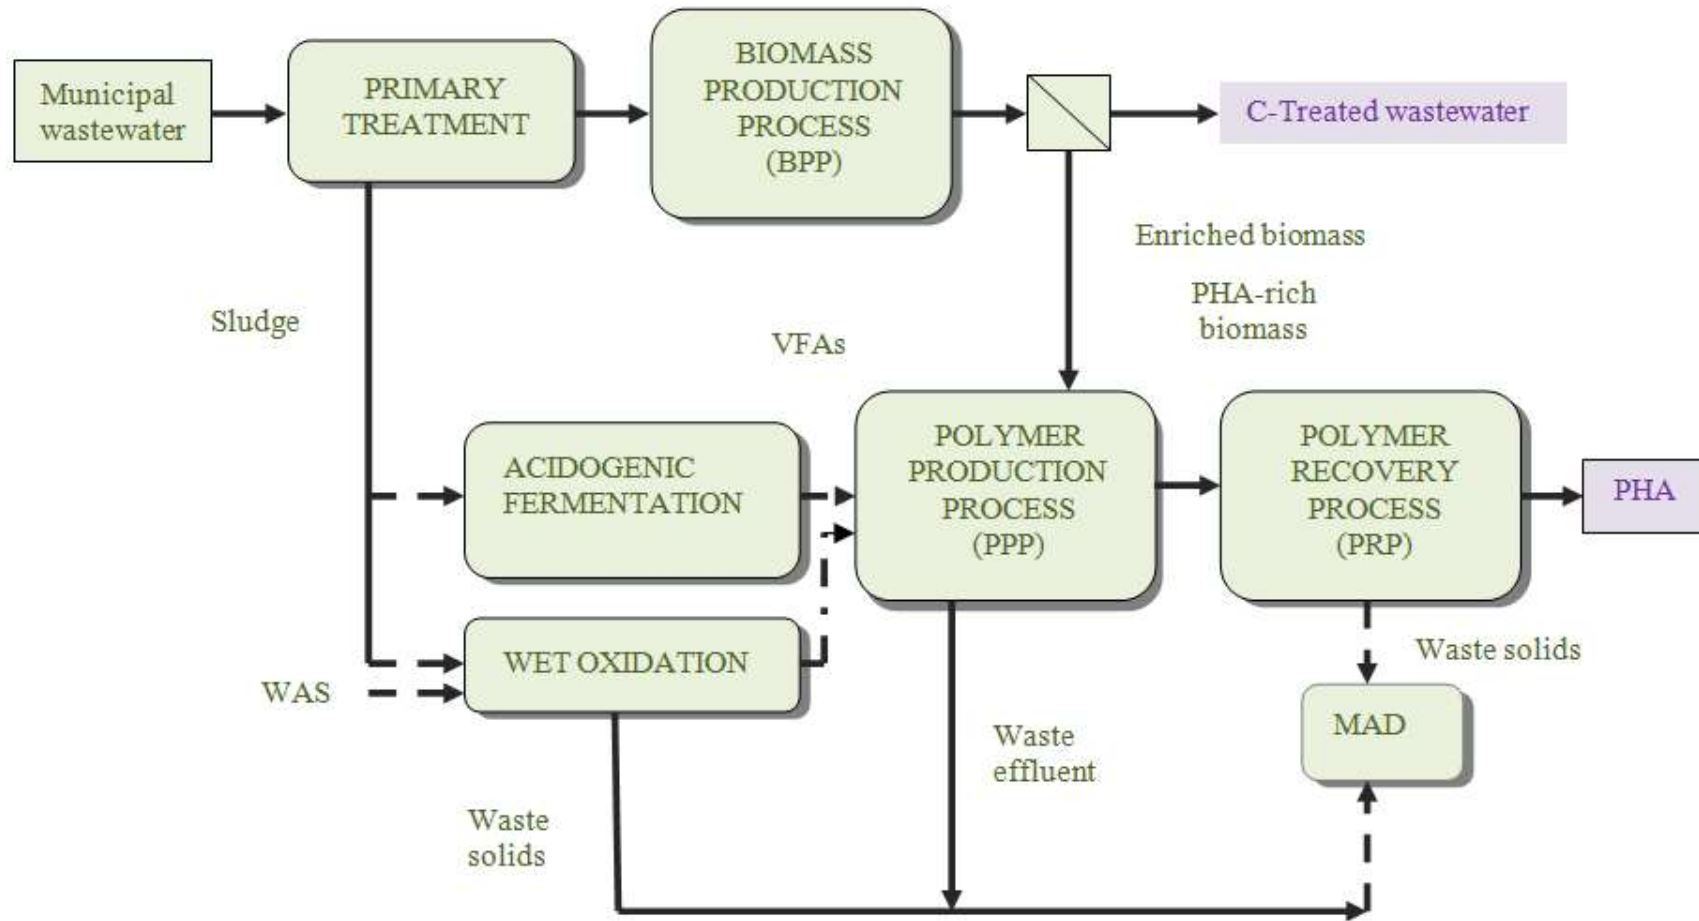 Municipal
wastewater
PRIMARY
TREATMENT
BIOMASS
PRODUCTION
PROCESS
(BPP)
C-Treated wastewater
Enriched biomass
PHA-rich
biomass
Sludge
VFAs
ACIDOGENIC
FERMENTATION
POLYMER
PRODUCTION
PROCESS
(PPP)
POLYMER
RECOVERY
PROCESS
(PRP)
PHA
WET OXIDATION
WAS
Waste solids
MAD
Waste
effluent
Waste
solids